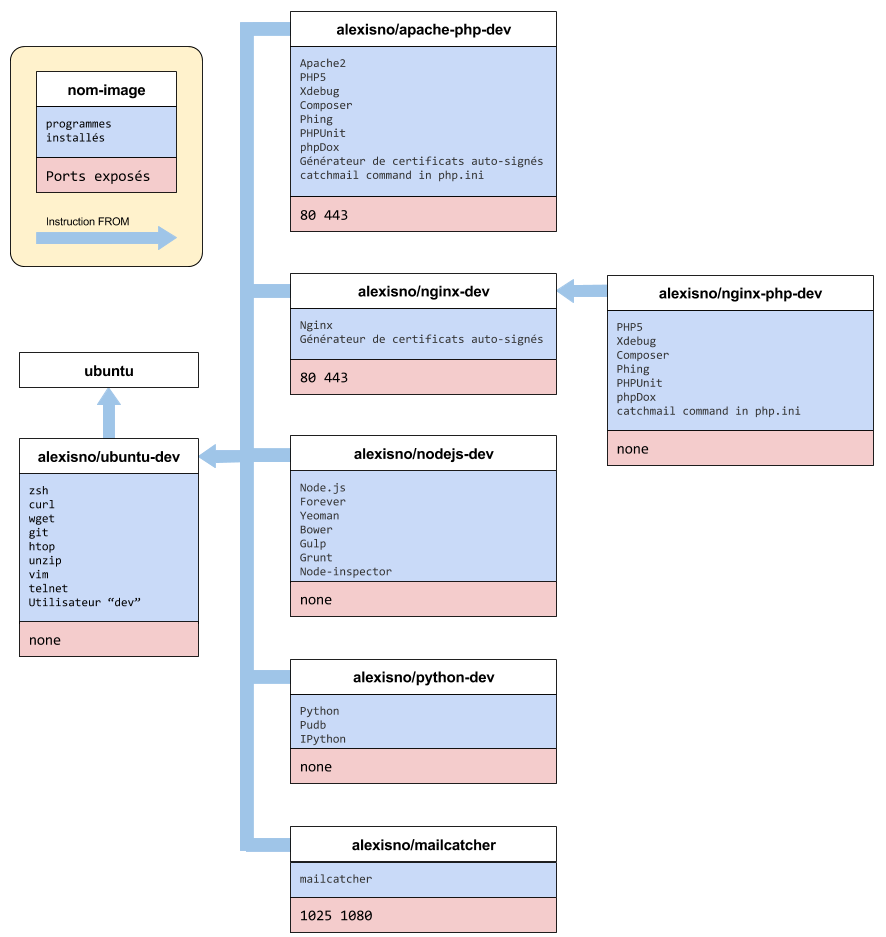 nom-image
programmes
installés
Ports exposés
Instruction FROM
ubuntu
alexisno/ubuntu-dev
zsh
curl
wget
git
htop
unzip
vim
telnet
Utilisateur “dev”
none
alexisno/apache-php-dev
Apache2
PHP5
Xdebug
Composer
Phing
PHPUnit
phpDox
Générateur de certificats auto-signés
catchmail command in php.ini
80 443
alexisno/nginx-dev
Nginx
Générateur de certificats auto-signés
80 443
alexisno/nginx-php-dev
PHP5
Xdebug
Composer
Phing
PHPUnit
phpDox
catchmail command in php.ini
none
alexisno/nodejs-dev
Node.js
Forever
Yeoman
Bower
Gulp
Grunt
Node-inspector
none
alexisno/python-dev
Python
Pudb
IPython
none
alexisno/mailcatcher
mailcatcher
1025 1080